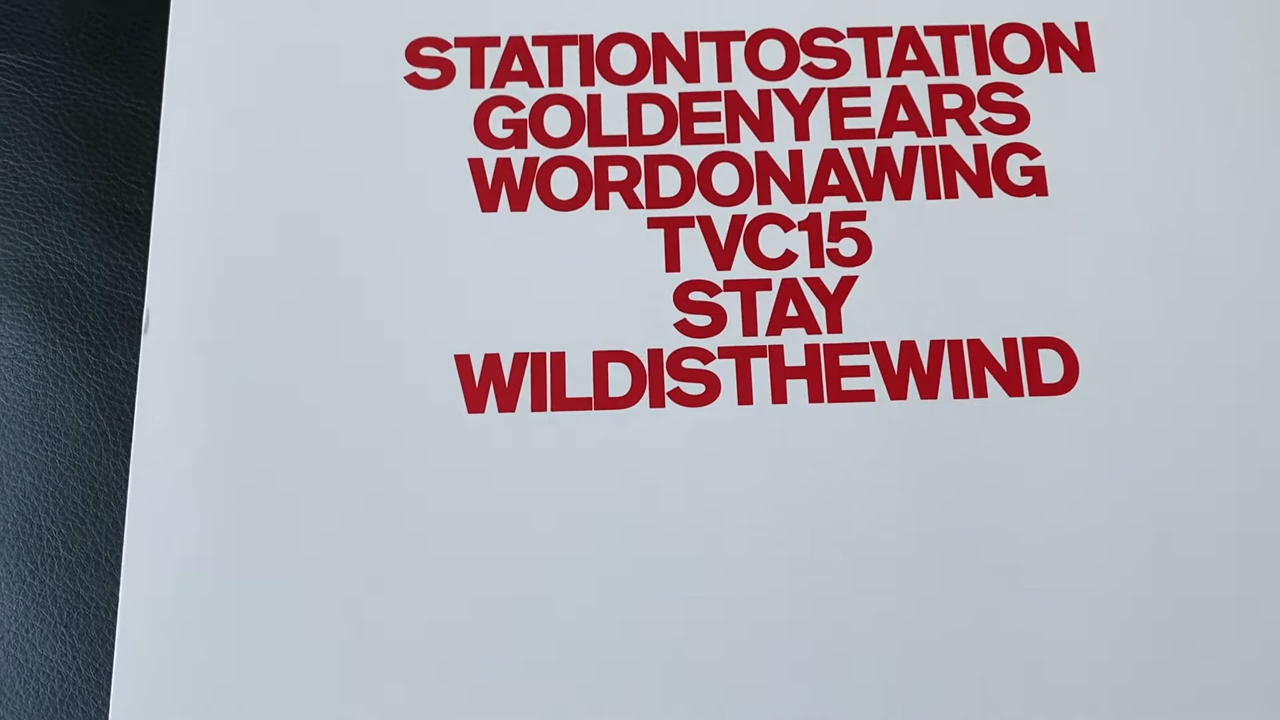 STATIONTOSTATION
GOLDENYEARS
WORDONAWING
TVC15
STAY
WILDISTHEWIND